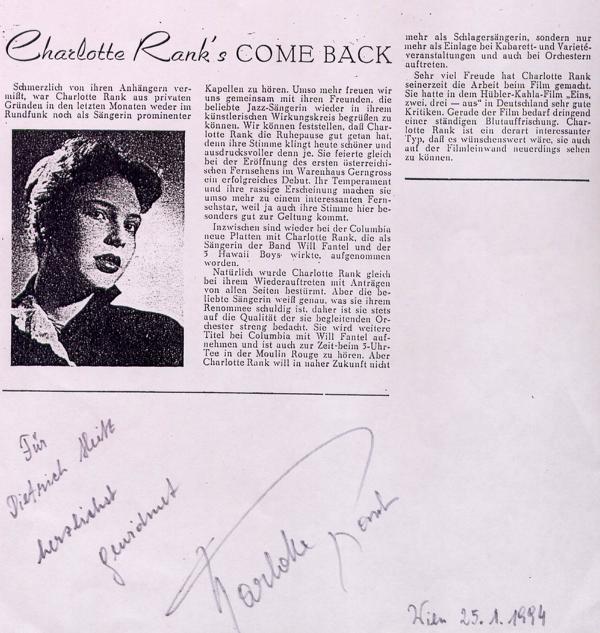 Charlotte Rank's COME BACK
Schmerzlich von ihren Anhängern ver-
mißt, war Charlotte Rank aus privaten
Gründen in den letzten Monaten weder im
Rundfunk noch als Sängerin prominenter
Kapellen zu hören. Umso mehr freuen wir
uns gemeinsam mit ihren Freunden, die
beliebte Jazz-Sängerin wieder in ihrem
künstlerischen Wirkungskreis begrüßen zu
können. Wir können feststellen, daß Char-
lotte Rank die Ruhepause gut getan hat,
denn ihre Stimme klingt heute schöner und
ausdrucksvoller denn je. Sie feierte gleich
bei der Eröffnung des ersten österreichi-
schen Fernsehens im Warenhaus Gerngross
ein erfolgreiches Debut. Ihr Temperament
und ihre rassige Erscheinung machen sie
umso mehr zu einem interessanten Fern-
sehstar, weil ja auch ihre Stimme hier be-
sonders gut zur Geltung kommt.
Inzwischen sind wieder bei der Columbia
neue Platten mit Charlotte Rank, die als
Sängerin der Band Will Fantel und der
3 Hawaii Boys wirkte, aufgenommen
worden.
Natürlich wurde Charlotte Rank gleich
bei ihrem Wiederauftreten mit Anträgen
von allen Seiten bestürmt. Aber die be-
liebte Sängerin weiß genau, was sie ihrem
Renommee schuldig ist, daher ist sie stets
auf die Qualität der sie begleitenden Or-
chester streng bedacht. Sie wird weitere
Titel bei Columbia mit Will Fantel auf-
nehmen und ist auch zur Zeit beim 5-Uhr-
Tee in der Moulin Rouge zu hören. Aber
Charlotte Rank will in naher Zukunft nicht
mehr als Schlagersängerin, sondern nur
mehr als Einlage bei Kabarett- und Varieté-
veranstaltungen und auch bei Orchestern
auftreten.
Sehr viel Freude hat Charlotte Rank
seinerzeit die Arbeit beim Film gemacht.
Sie hatte in dem Hübler-Kahla-Film „Eins,
zwei, drei — aus" in Deutschland sehr gute
Kritiken. Gerade der Film bedarf dringend
einer ständigen Blutauffrischung. Char-
lotte Rank ist ein derart interessanter
Typ, daß es wünschenswert wäre, sie auch
auf der Filmleinwand neuerdings sehen
zu können.
Für
Dietrich
herzlichst
gewidmet
Charlotte Rank
Wien 25. 1. 1994